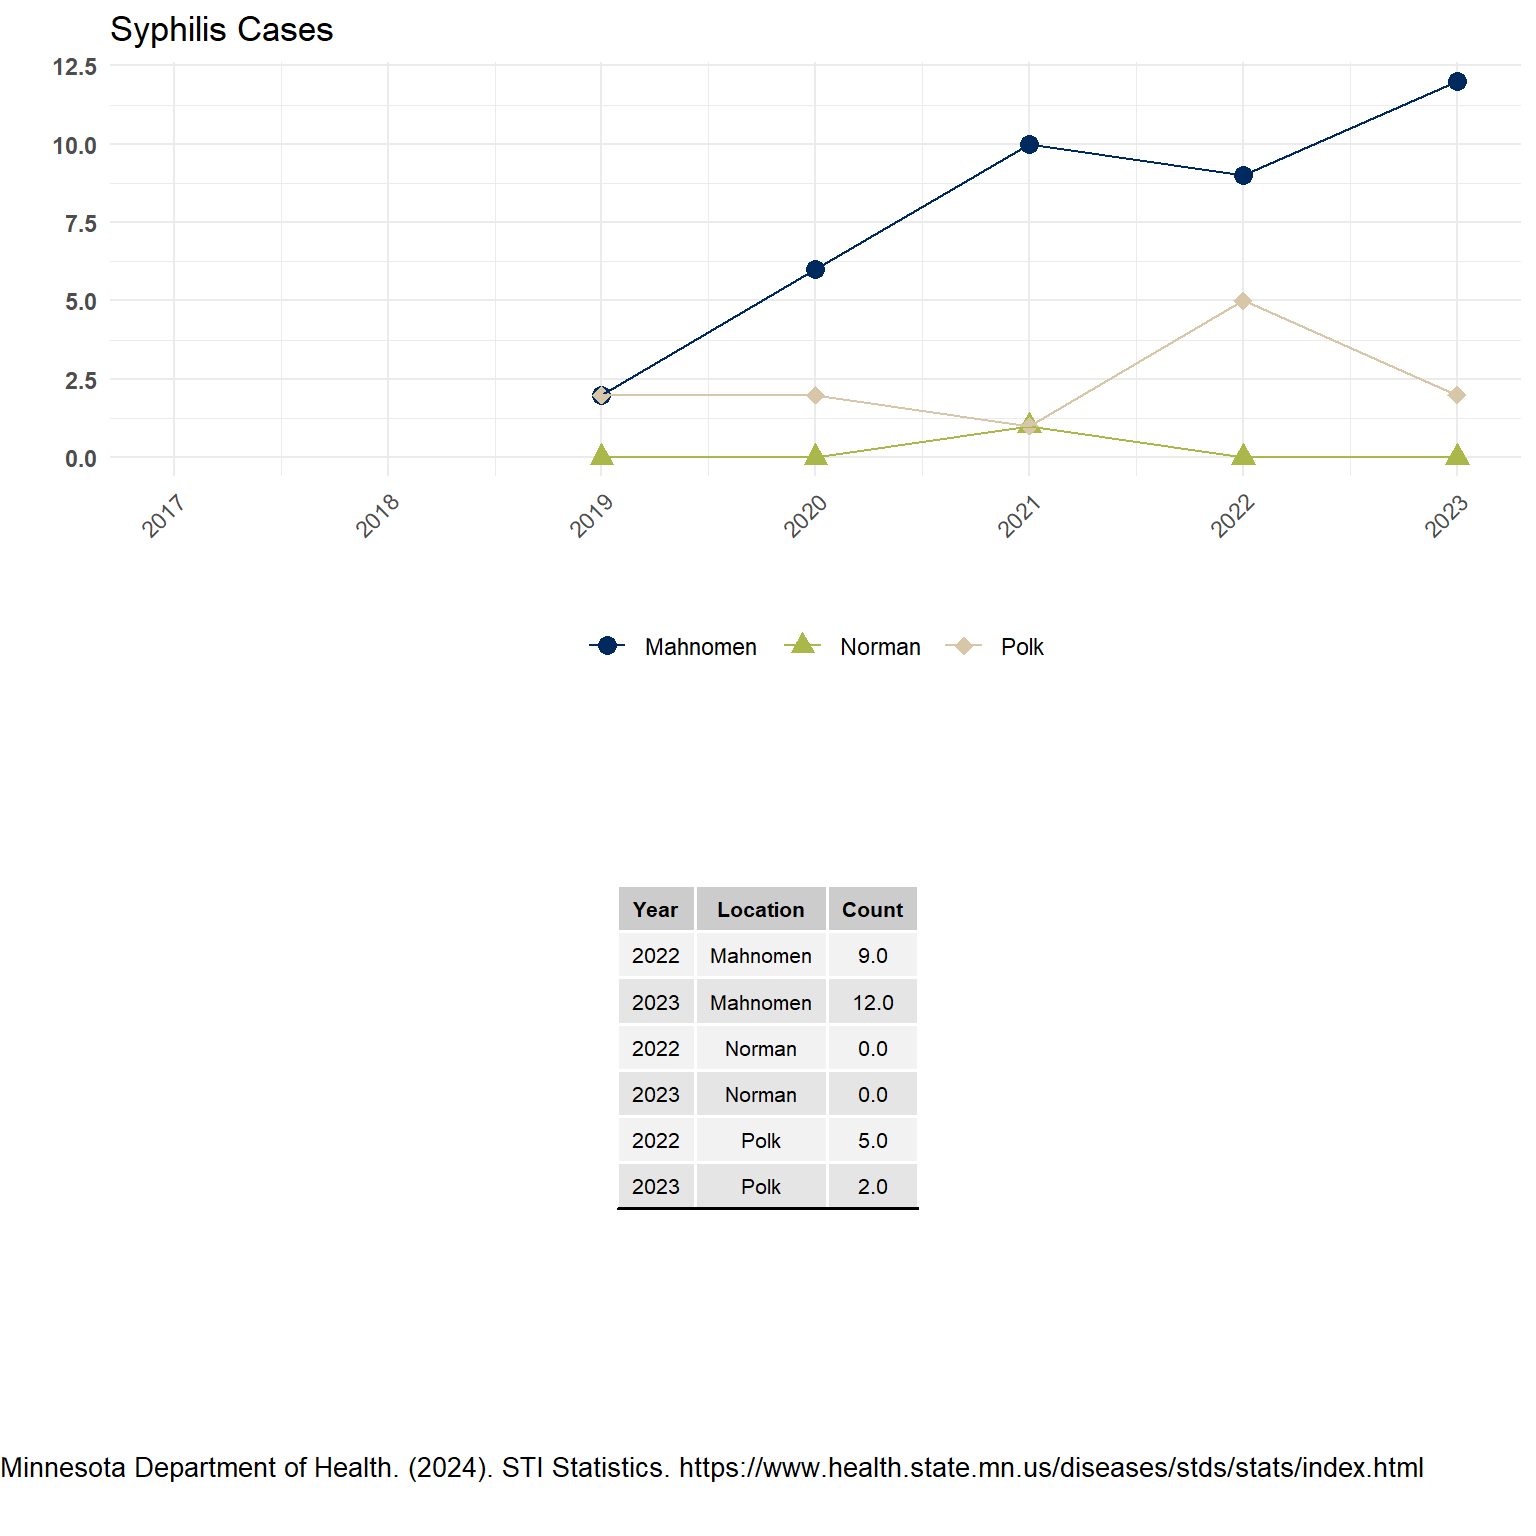 Syphilis Cases
12.5
10.0
7.5
5.0
2.5
0.0
2017 2018 2019 2020 2021 2022 2023
Mahnomen Norman Polk
Year Location Count
2022 Mahnomen 9.0
2023 Mahnomen 12.0
2022 Norman 0.0
2023 Norman 0.0
2022 Polk 5.0
2023 Polk 2.0
Minnesota Department of Health. (2024). STI Statistics. https://www.health.state.mn.us/diseases/stds/stats/index.html